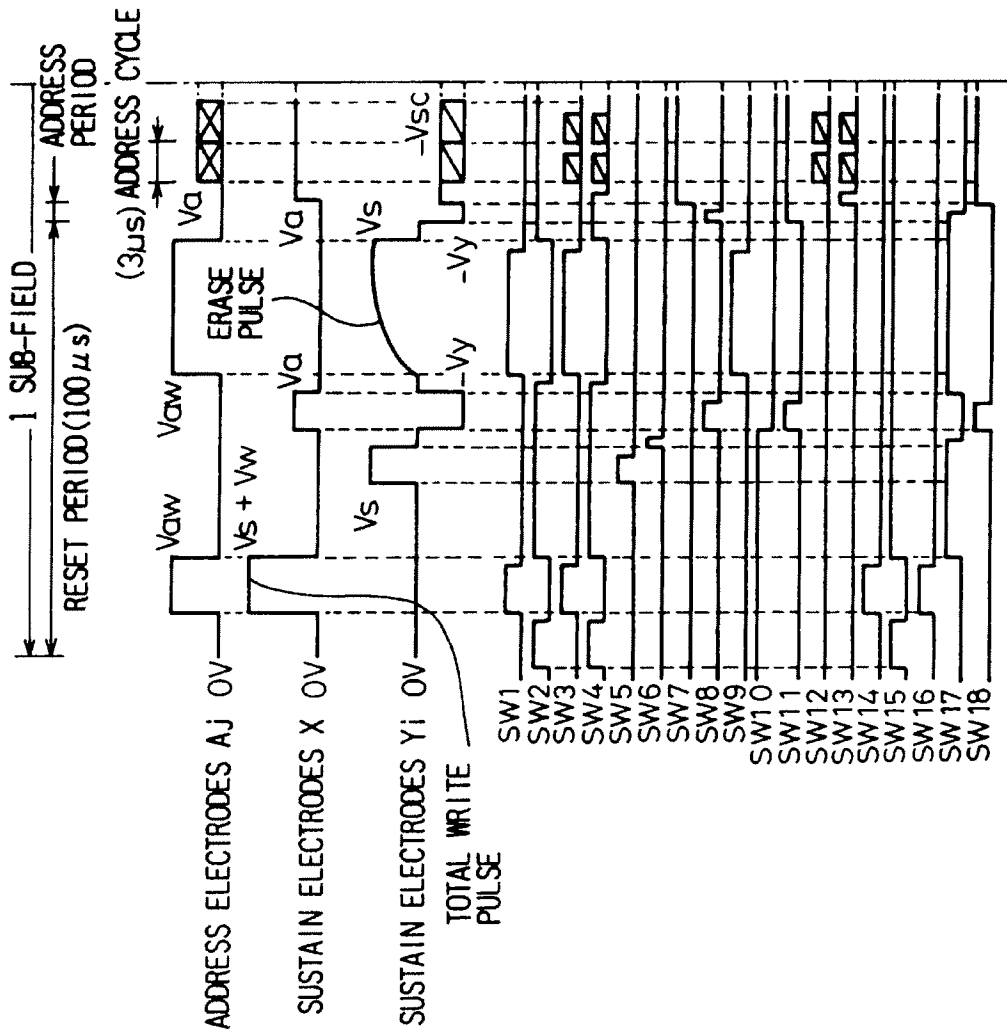 1 SUB-FIELD
RESET PERIOD (100μs)
ADDRESS
PERIOD
(3μs) ADDRESS CYCLE
ADDRESS ELECTRODES AJ 0V
Vaw
Vaw
Va
SUSTAIN ELECTRODES X 0V
Vs + Vw
Va
Va
ERASE
PULSE
SUSTAIN ELECTRODES Yi 0V
Vs
Vs
-Vy
-Vy
-Vsc
TOTAL WRITE
PULSE
SW1
SW2
SW3
SW4
SW5
SW6
SW7
SW8
SW9
SW10
SW11
SW12
SW13
SW14
SW15
SW16
SW17
SW18